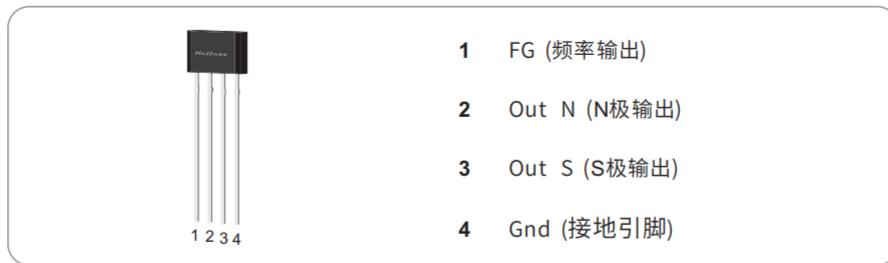 1 FG (频率输出)
2 Out N (N极输出)
3 Out S (S极输出)
4 Gnd (接地引脚)
1 2 3 4